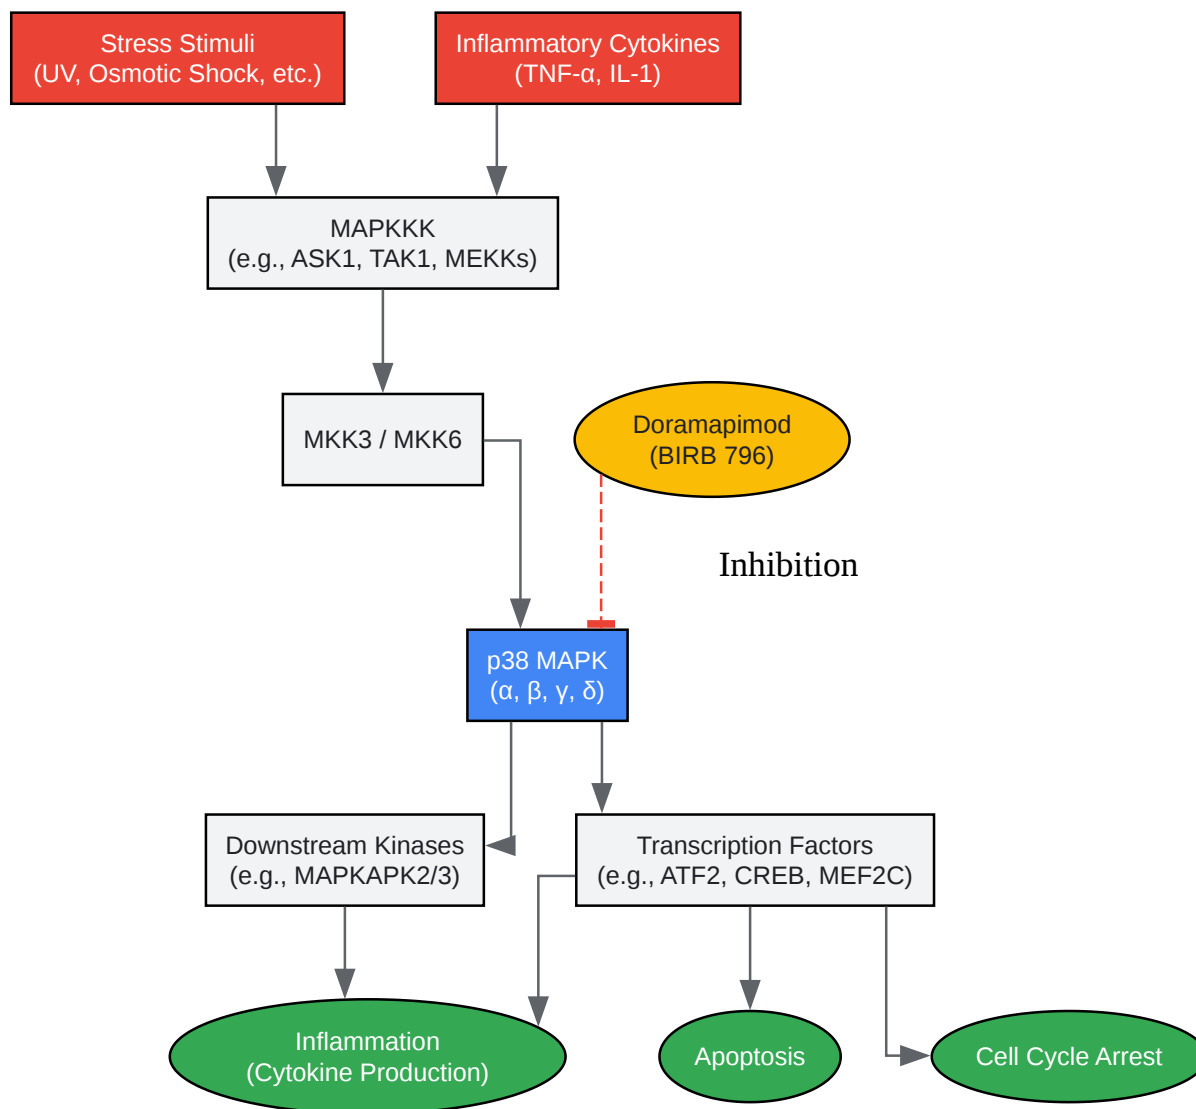 Stress Stimuli
(UV, Osmotic Shock, etc.)
Inflammatory Cytokines
(TNF-α, IL-1)
MAPKKK
(e.g., ASK1, TAK1, MEKKs)
MKK3 / MKK6
Doramapimod
(BIRB 796)
Inhibition
p38 MAPK
(α, β, γ, δ)
Downstream Kinases
(e.g., MAPKAPK2/3)
Transcription Factors
(e.g., ATF2, CREB, MEF2C)
Inflammation
(Cytokine Production)
Apoptosis
Cell Cycle Arrest